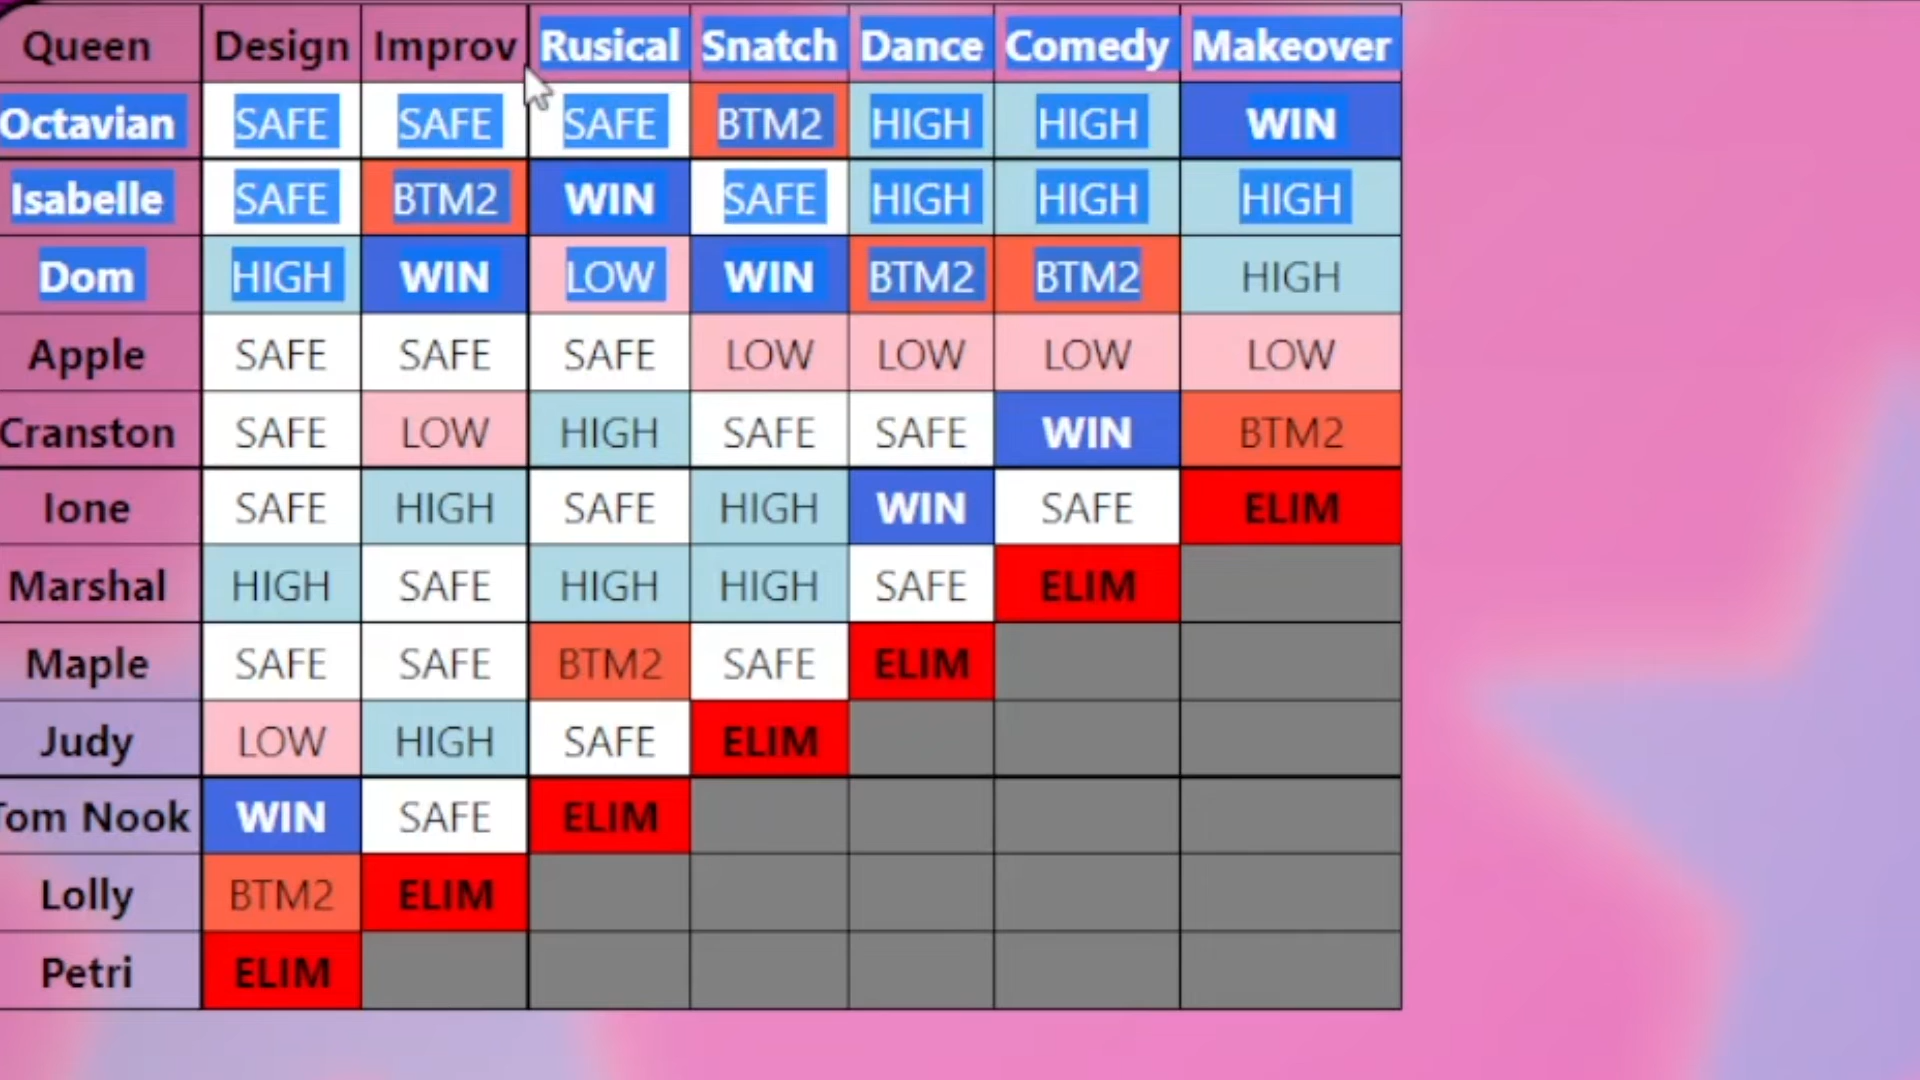 Queen Design Improv Rusical Snatch Dance Comedy Makeover
Octavian SAFE SAFE SAFE BTM2 HIGH HIGH WIN
Isabelle SAFE BTM2 WIN SAFE HIGH HIGH HIGH
Dom HIGH WIN LOW WIN BTM2 BTM2 HIGH
Apple SAFE SAFE SAFE LOW LOW LOW LOW
Cranston SAFE LOW HIGH SAFE SAFE WIN BTM2
Ione SAFE HIGH SAFE HIGH WIN SAFE ELIM
Marshal HIGH SAFE HIGH HIGH SAFE ELIM
Maple SAFE SAFE BTM2 SAFE ELIM
Judy LOW HIGH SAFE ELIM
Tom Nook WIN SAFE ELIM
Lolly BTM2 ELIM
Petri ELIM